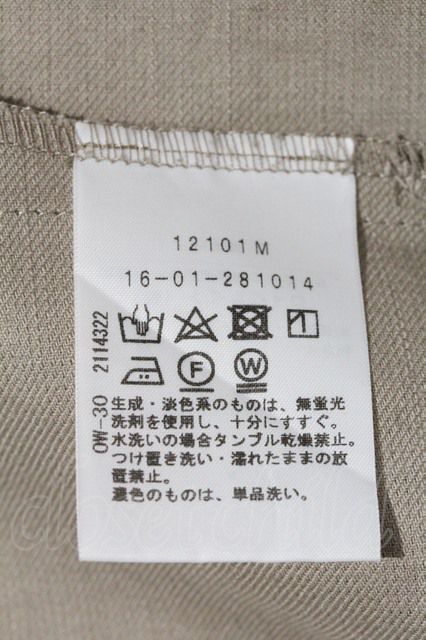 12101M
16-01-281014
F
W
OW-30 2114322
生成・淡色系のものは、無蛍光
洗剤を使用し、十分にすすぐ。
水洗いの場合タンブル乾燥禁止。
つけ置き洗い・濡れたままの放
置禁止。
濃色のものは、単品洗い。